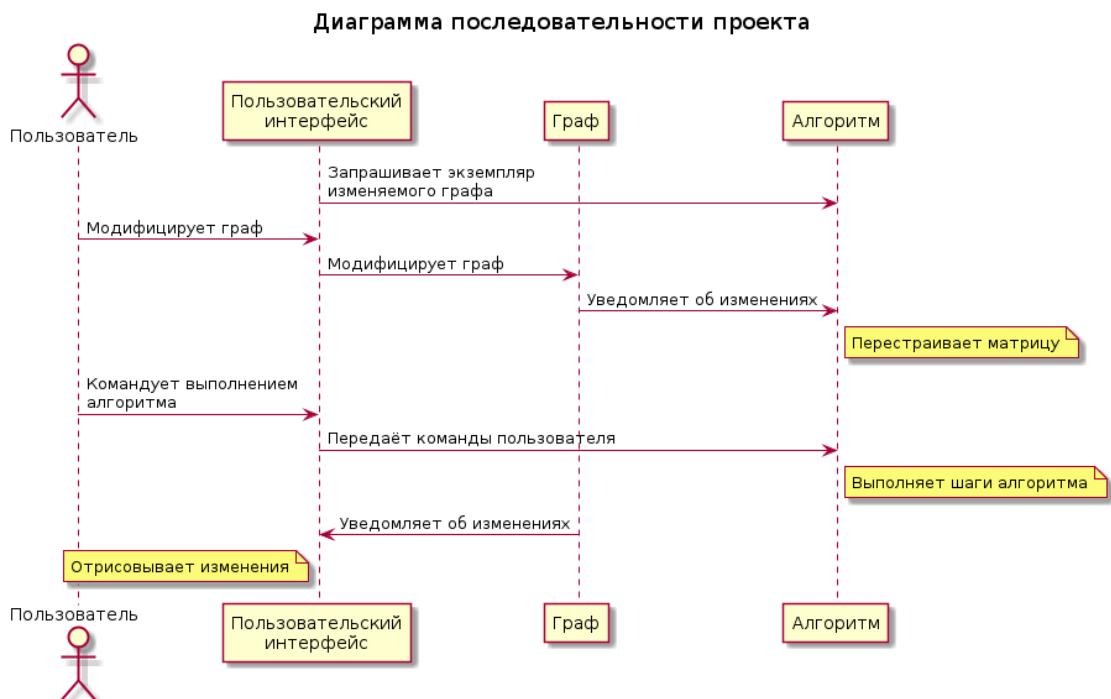 Диаграмма последовательности проекта
Пользователь
Пользовательский
интерфейс
Граф
Алгоритм
Запрашивает экземпляр
изменяемого графа
Модифицирует граф
Модифицирует граф
Уведомляет об изменениях
Перестраивает матрицу
Командует выполнением
алгоритма
Передаёт команды пользователя
Выполняет шаги алгоритма
Уведомляет об изменениях
Отрисовывает изменения
Пользователь
Пользовательский
интерфейс
Граф
Алгоритм